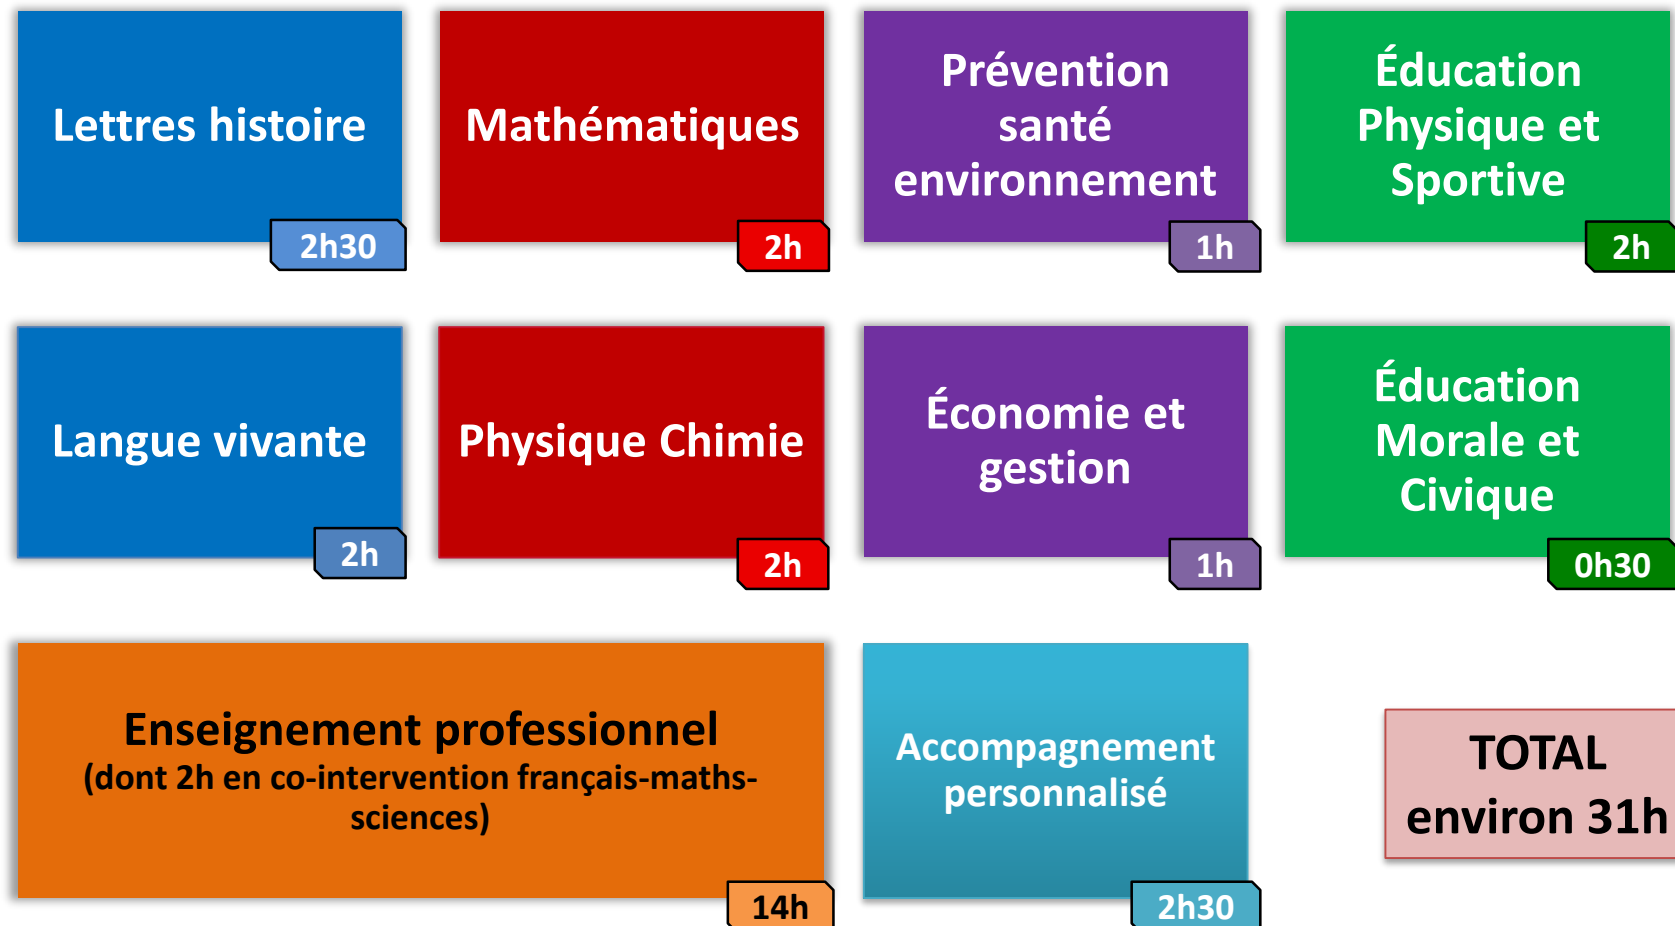 Lettres histoire
2h30
Mathématiques
2h
Prévention
santé
environnement
1h
Éducation
Physique et
Sportive
2h
Langue vivante
2h
Physique Chimie
2h
Économie et
gestion
1h
Éducation
Morale et
Civique
0h30
Enseignement professionnel
(dont 2h en co-intervention français-maths-
sciences)
14h
Accompagnement
personnalisé
2h30
TOTAL
environ 31h